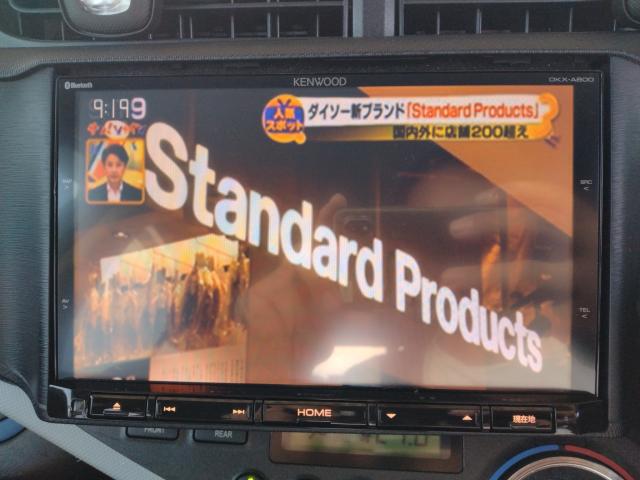 Bluetooth
KENWOOD
DKX-A800
9:19
人気スポット
ダイソー新ブランド「Standard Products」
国内外に店舗200超え
Standard Products
SRC
TEL
HOME
現在地
FRONT
REAR